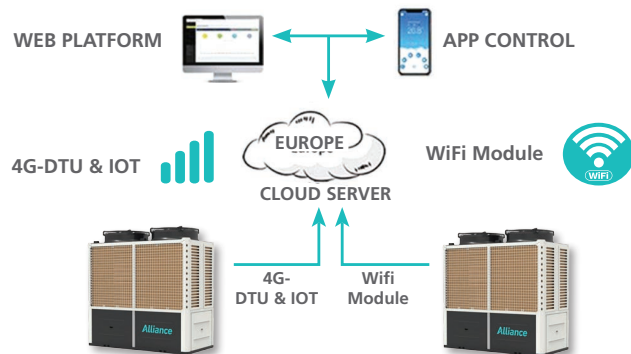 WEB PLATFORM
APP CONTROL
4G-DTU & IOT
EUROPE
WiFi Module
WiFi
CLOUD SERVER
4G-
DTU & IOT
Wifi
Module
Alliance
Alliance